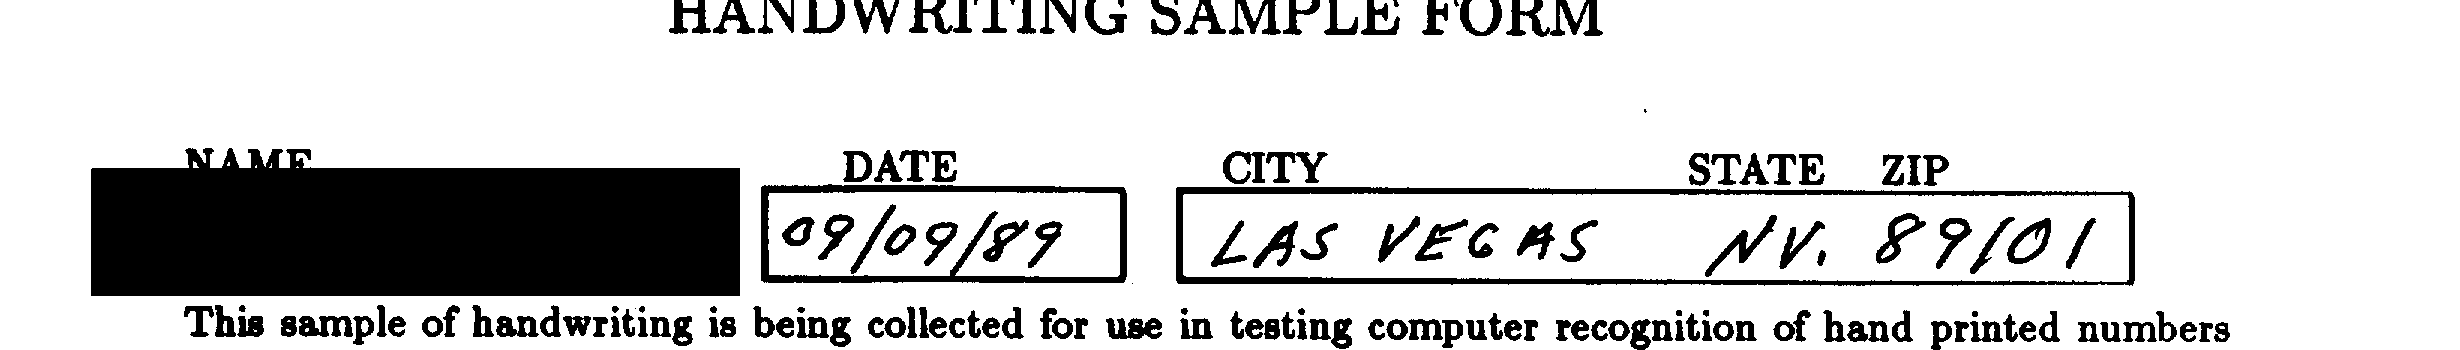 HANDWRITING SAMPLE FORM
NAME DATE CITY STATE ZIP
09/09/89 LAS VEGAS NV. 89101
This sample of handwriting is being collected for use in testing computer recognition of hand printed numbers